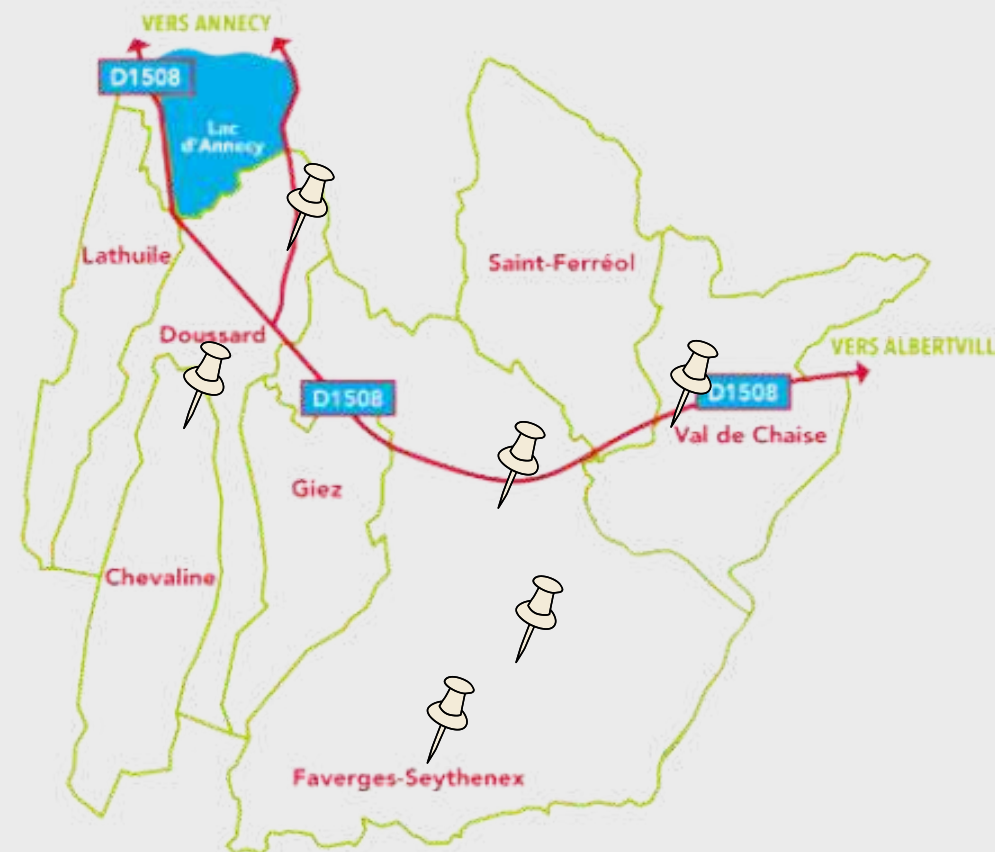 VERS ANNECY
D1508
Lac
d'Annecy
Lathuile
Saint-Ferréol
Doussard
VERS ALBERTVILL
D1508
D1508
Val de Chaise
Giez
Chevaline
Faverges-Seythenex